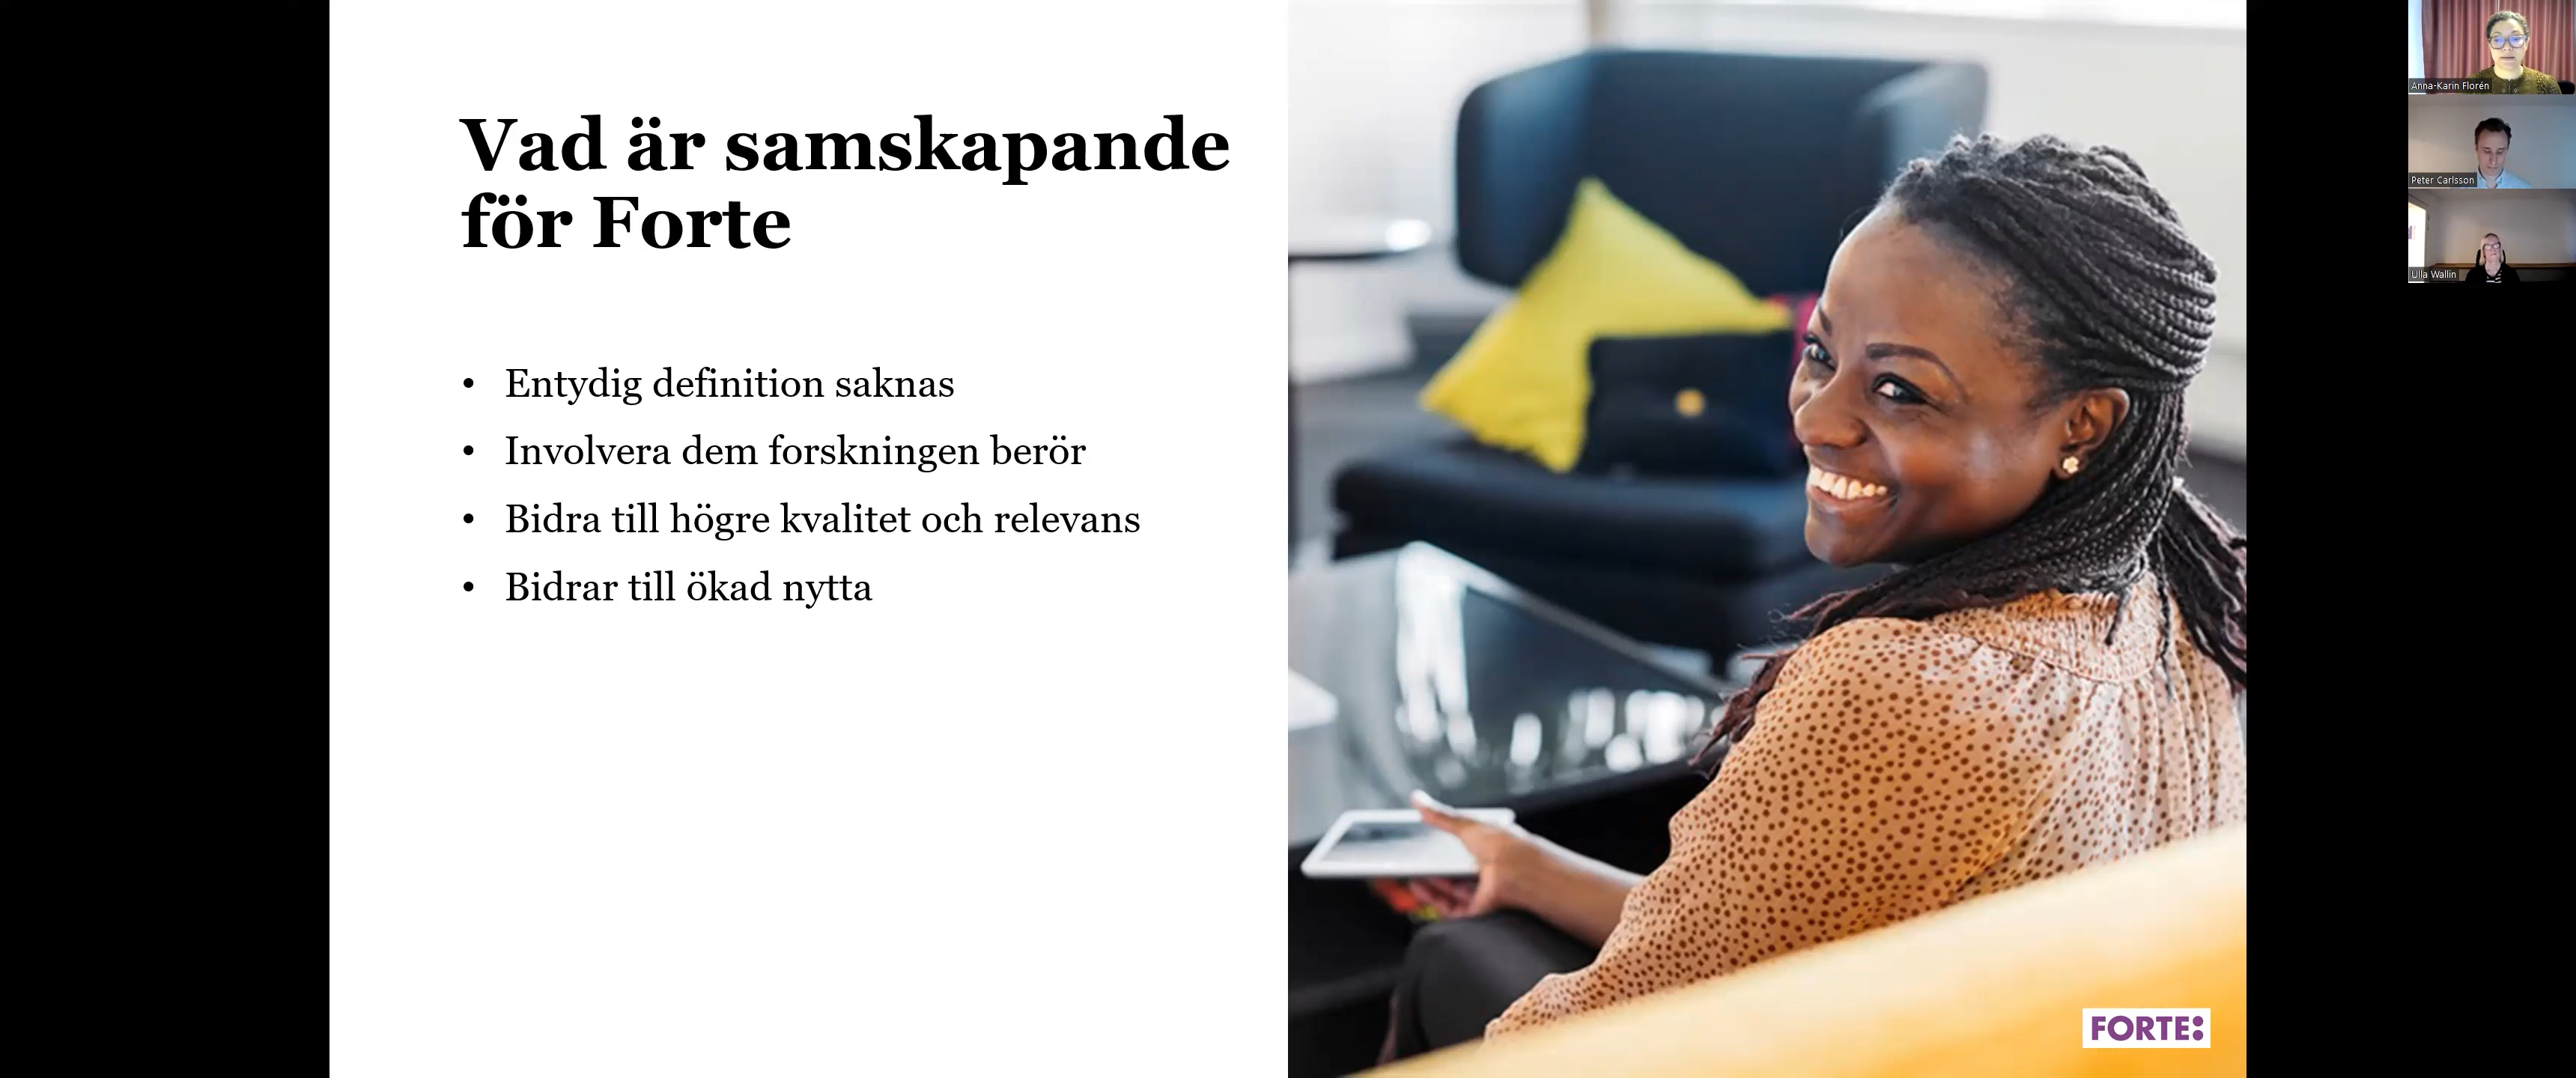 Vad är samskapande
för Forte
• Entydig definition saknas
• Involvera dem forskningen berör
• Bidra till högre kvalitet och relevans
• Bidrar till ökad nytta
FORTE:
Anna-Karin Florén
Peter Carlsson
Ulla Wallin